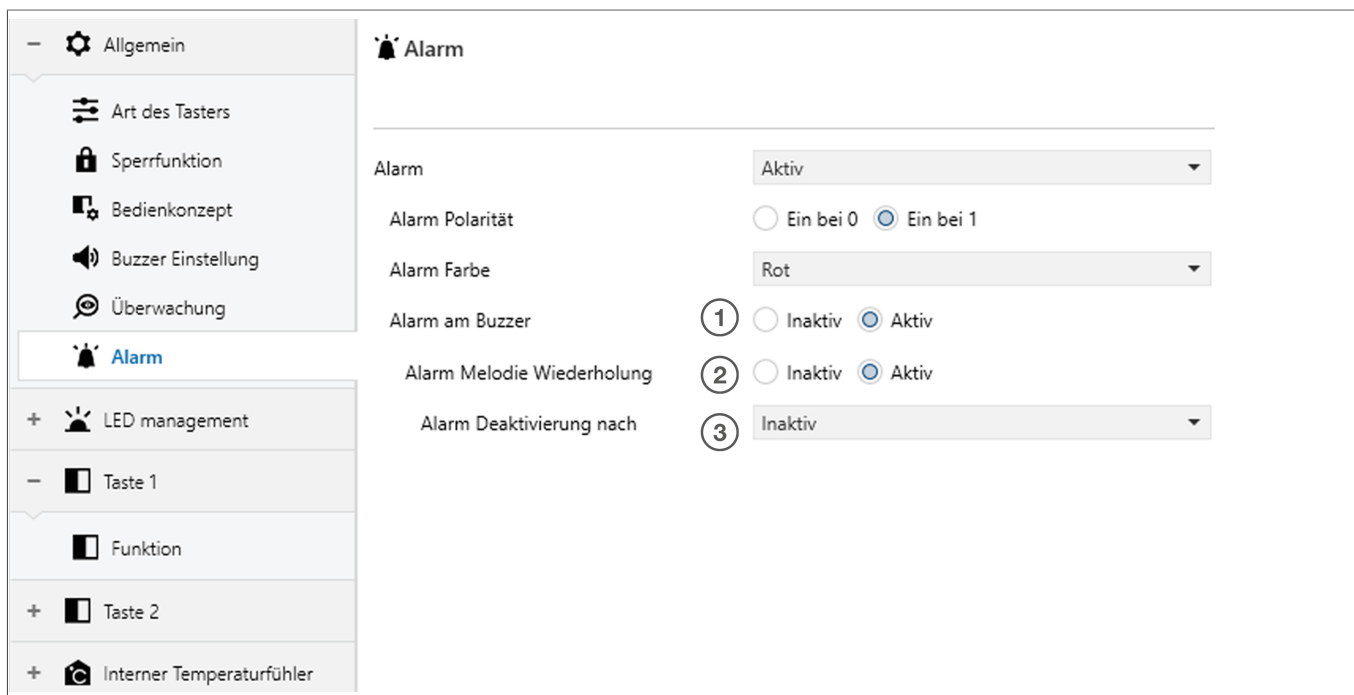 Allgemein
Art des Tasters
Sperrfunktion
Bedienkonzept
Buzzer Einstellung
Überwachung
Alarm
LED management
Taste 1
Funktion
Taste 2
Interner Temperaturfühler
Alarm
Alarm Aktiv
Alarm Polarität Ein bei 0 Ein bei 1
Alarm Farbe Rot
Alarm am Buzzer 1 Inaktiv Aktiv
Alarm Melodie Wiederholung 2 Inaktiv Aktiv
Alarm Deaktivierung nach 3 Inaktiv